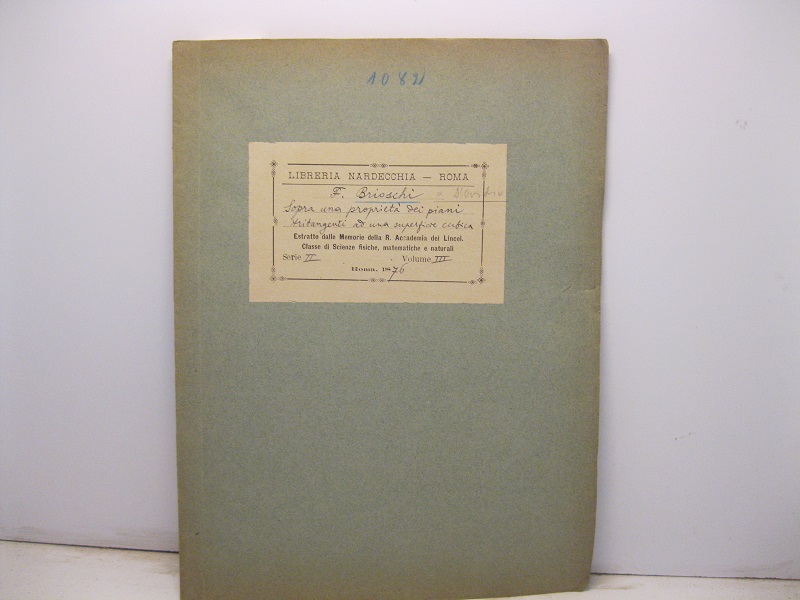 1082
LIBRERIA NARDECCHIA — ROMA
F. Brioschi
Sopra una proprietà dei piani
tritangenti ad una superficie cubica
Estratto dalle Memorie della R. Accademia dei Lincei.
Classe di Scienze fisiche, matematiche e naturali
Serie II Volume III
Roma, 1876